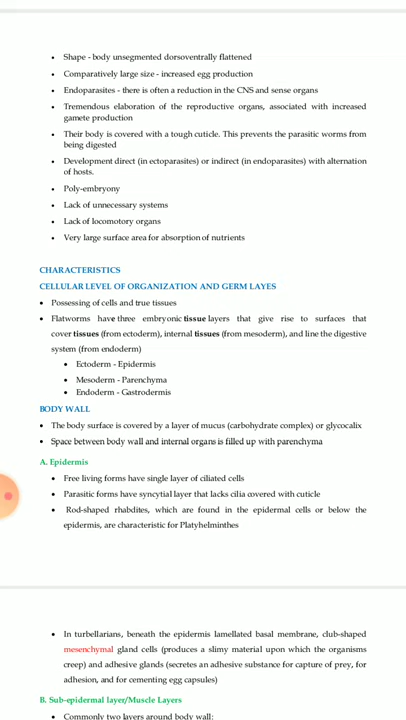 • Shape - body unsegmented dorsoventrally flattened
• Comparatively large size - increased egg production
• Endoparasites - there is often a reduction in the CNS and sense organs
• Tremendous elaboration of the reproductive organs, associated with increased
gamete production
• Their body is covered with a tough cuticle. This prevents the parasitic worms from
being digested
• Development direct (in ectoparasites) or indirect (in endoparasites) with alternation
of hosts.
• Poly-embryony
• Lack of unnecessary systems
• Lack of locomotory organs
• Very large surface area for absorption of nutrients
CHARACTERISTICS
CELLULAR LEVEL OF ORGANIZATION AND GERM LAYES
• Possessing of cells and true tissues
• Flatworms have three embryonic tissue layers that give rise to surfaces that
cover tissues (from ectoderm), internal tissues (from mesoderm), and line the digestive
system (from endoderm)
• Ectoderm - Epidermis
• Mesoderm - Parenchyma
• Endoderm - Gastrodermis
BODY WALL
• The body surface is covered by a layer of mucus (carbohydrate complex) or glycocalix
• Space between body wall and internal organs is filled up with parenchyma
A. Epidermis
• Free living forms have single layer of ciliated cells
• Parasitic forms have syncytial layer that lacks cilia covered with cuticle
• Rod-shaped rhabdites, which are found in the epidermal cells or below the
epidermis, are characteristic for Platyhelminthes
• In turbellarians, beneath the epidermis lamellated basal membrane, club-shaped
mesenchymal gland cells (produces a slimy material upon which the organisms
creep) and adhesive glands (secretes an adhesive substance for capture of prey, for
adhesion, and for cementing egg capsules)
B. Sub-epidermal layer/Muscle Layers
• Commonly two layers around body wall: